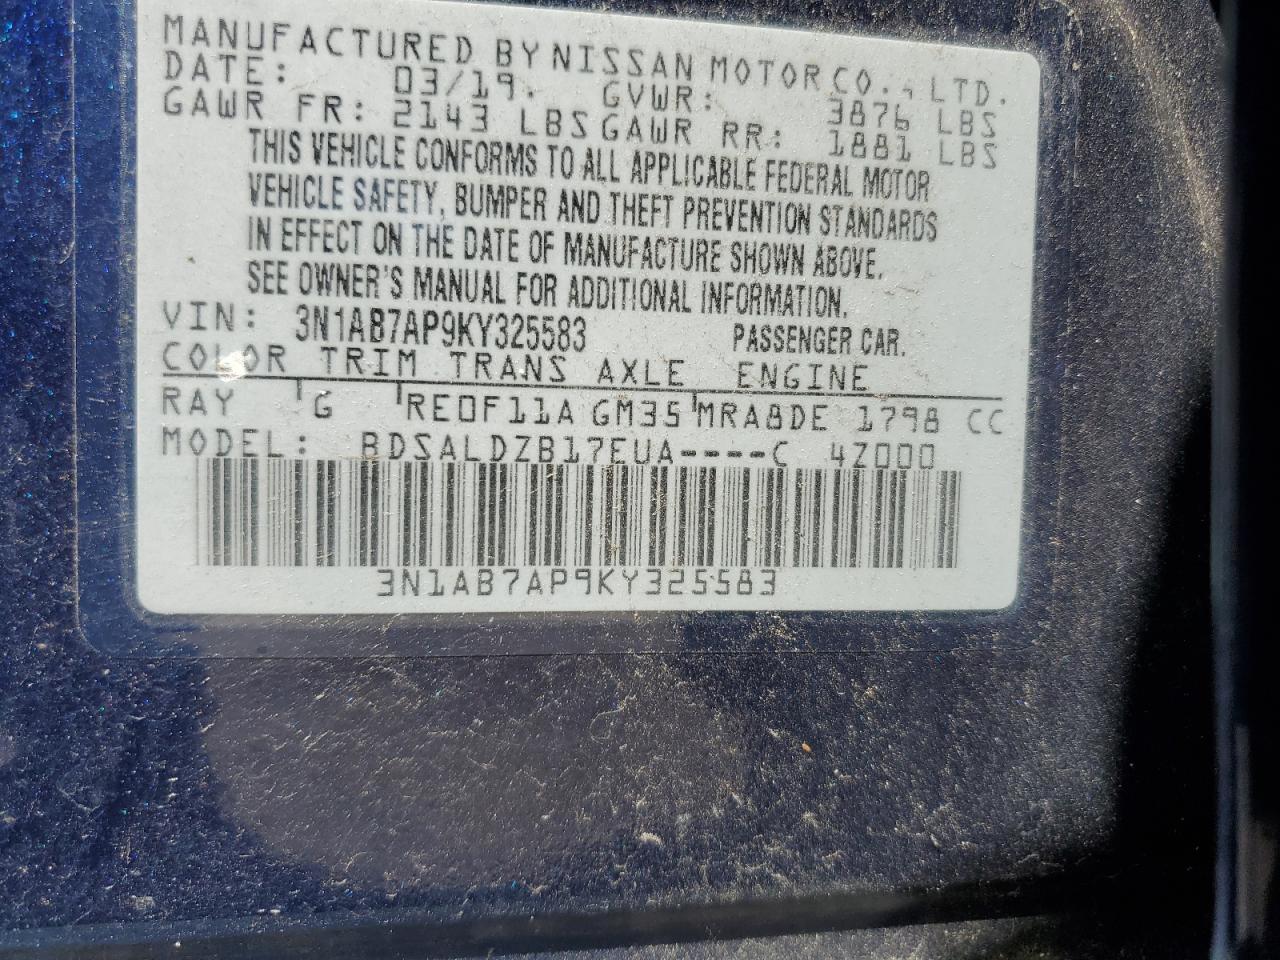 MANUFACTURED BY NISSAN MOTOR CO., LTD.
DATE: 03/19. GVWR: 3876 LBS
GAWR FR: 2143 LBS GAWR RR: 1881 LBS
THIS VEHICLE CONFORMS TO ALL APPLICABLE FEDERAL MOTOR
VEHICLE SAFETY, BUMPER AND THEFT PREVENTION STANDARDS
IN EFFECT ON THE DATE OF MANUFACTURE SHOWN ABOVE.
SEE OWNER'S MANUAL FOR ADDITIONAL INFORMATION.
VIN: 3N1AB7AP9KY325583 PASSENGER CAR.
COLOR TRIM TRANS AXLE ENGINE
RAY G RE0F11A GM35 MRA8DE 1798 CC
MODEL: BDSALDZB17EUA----C 4Z000
3N1AB7AP9KY325583